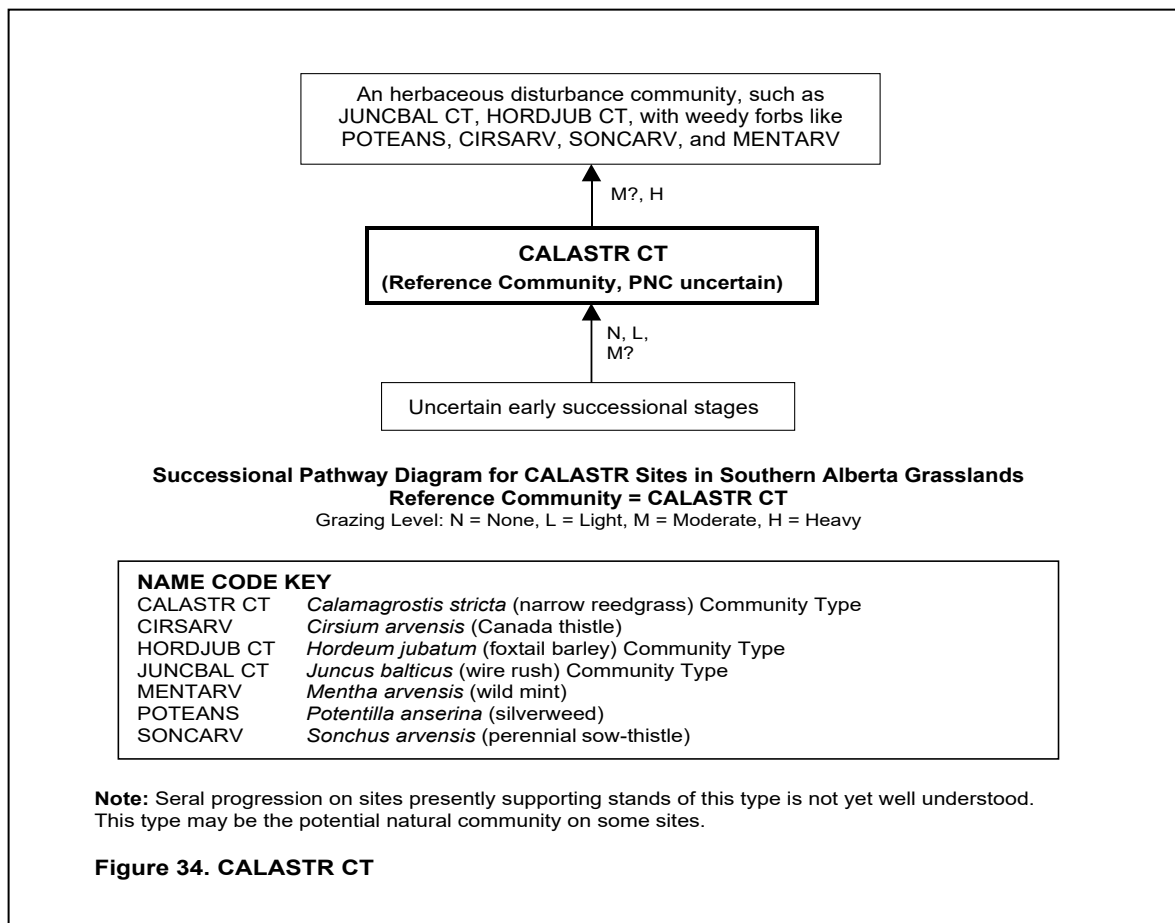 An herbaceous disturbance community, such as
JUNCBAL CT, HORDJUB CT, with weedy forbs like
POTEANS, CIRSARV, SONCARV, and MENTARV
M?, H
CALASTR CT
(Reference Community, PNC uncertain)
N, L,
M?
Uncertain early successional stages
Successional Pathway Diagram for CALASTR Sites in Southern Alberta Grasslands
Reference Community = CALASTR CT
Grazing Level: N = None, L = Light, M = Moderate, H = Heavy
NAME CODE KEY
CALASTR CT Calamagrostis stricta (narrow reedgrass) Community Type
CIRSARV Cirsium arvensis (Canada thistle)
HORDJUB CT Hordeum jubatum (foxtail barley) Community Type
JUNCBAL CT Juncus balticus (wire rush) Community Type
MENTARV Mentha arvensis (wild mint)
POTEANS Potentilla anserina (silverweed)
SONCARV Sonchus arvensis (perennial sow-thistle)
Note: Seral progression on sites presently supporting stands of this type is not yet well understood.
This type may be the potential natural community on some sites.
Figure 34. CALASTR CT